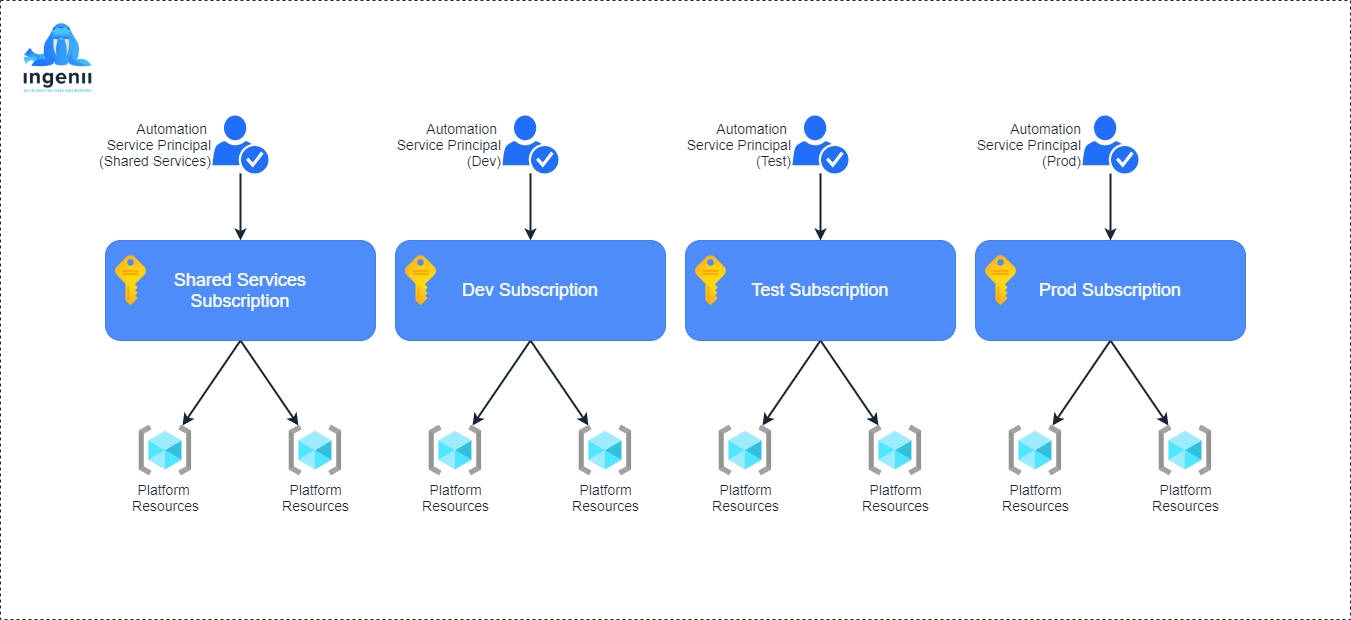 ingenii
Automation
Service Principal
(Shared Services)
Automation
Service Principal
(Dev)
Automation
Service Principal
(Test)
Automation
Service Principal
(Prod)
Shared Services
Subscription
Dev Subscription
Test Subscription
Prod Subscription
Platform
Resources
Platform
Resources
Platform
Resources
Platform
Resources
Platform
Resources
Platform
Resources
Platform
Resources
Platform
Resources